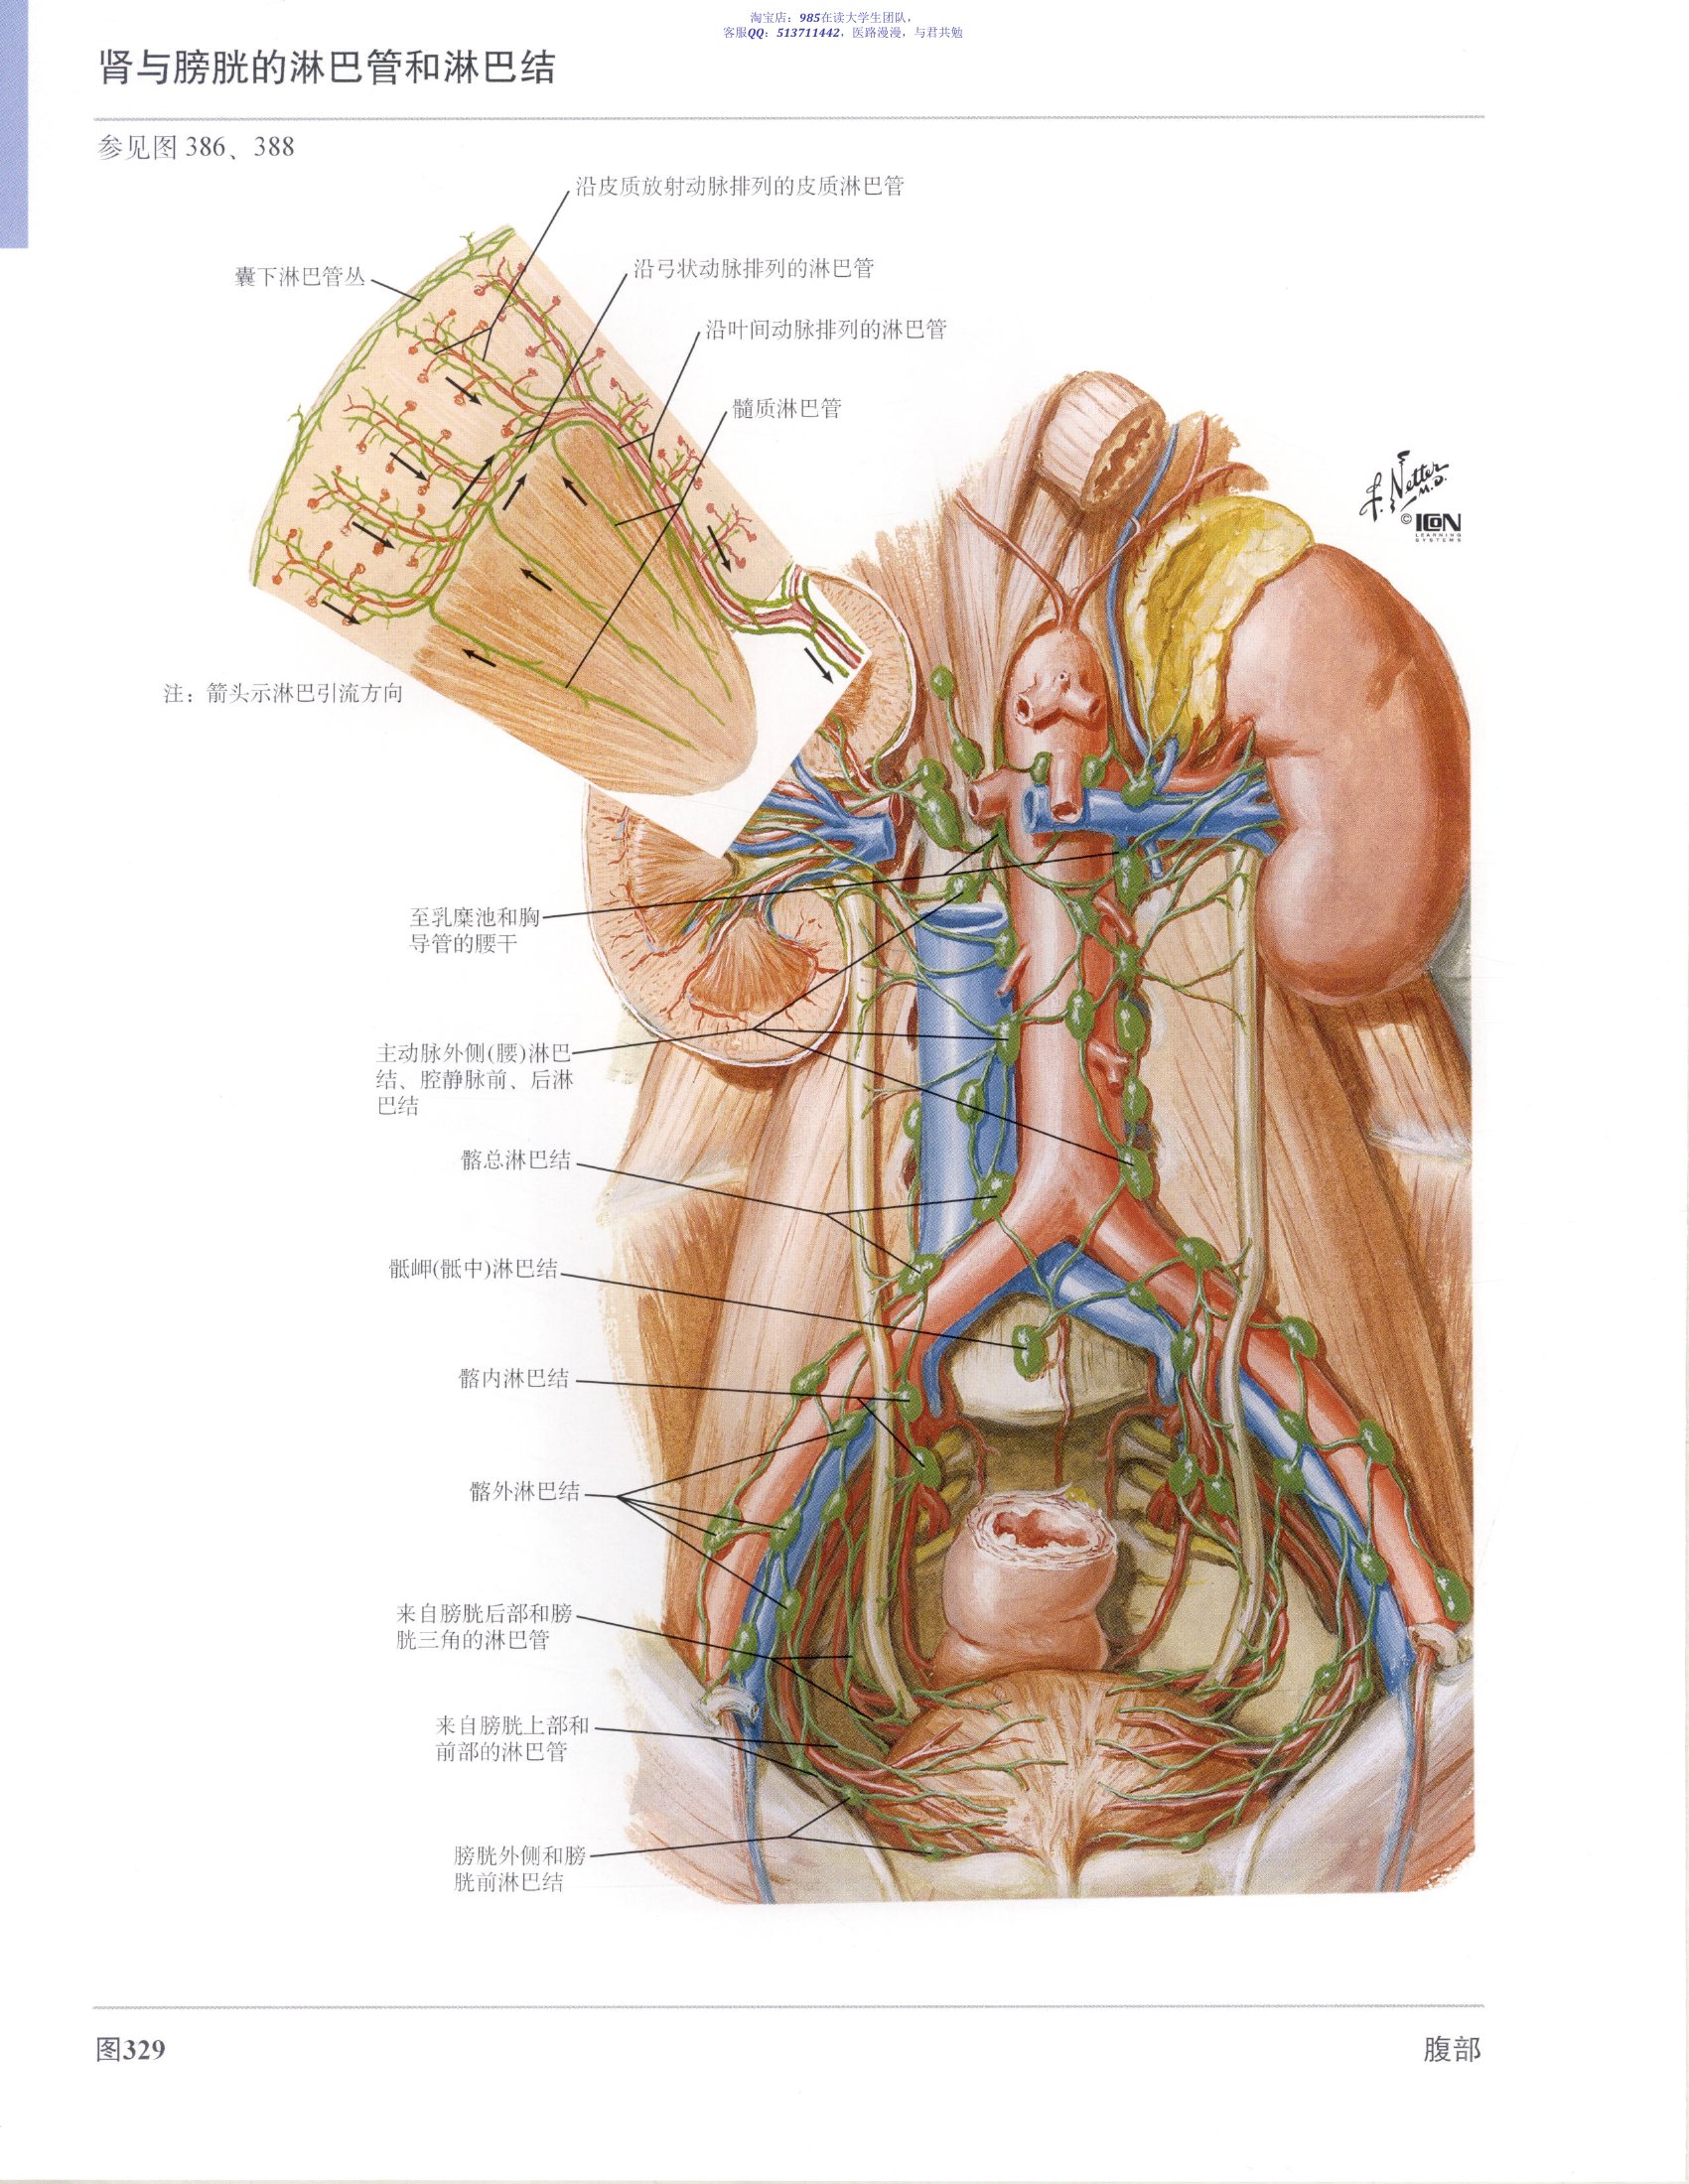 淘宝店：985在读大学生团队，
客服QQ：513711442，医路漫漫，与君共勉
肾与膀胱的淋巴管和淋巴结
参见图 386、388
沿皮质放射动脉排列的皮质淋巴管
囊下淋巴管丛
沿弓状动脉排列的淋巴管
沿叶间动脉排列的淋巴管
髓质淋巴管
F. Netter
M.D.
© ICON
LEARNING
SYSTEMS
注：箭头示淋巴引流方向
至乳糜池和胸
导管的腰干
主动脉外侧(腰)淋巴
结、腔静脉前、后淋
巴结
髂总淋巴结
骶岬(骶中)淋巴结
髂内淋巴结
髂外淋巴结
来自膀胱后部和膀
胱三角的淋巴管
来自膀胱上部和
前部的淋巴管
膀胱外侧和膀
胱前淋巴结
图329
腹部